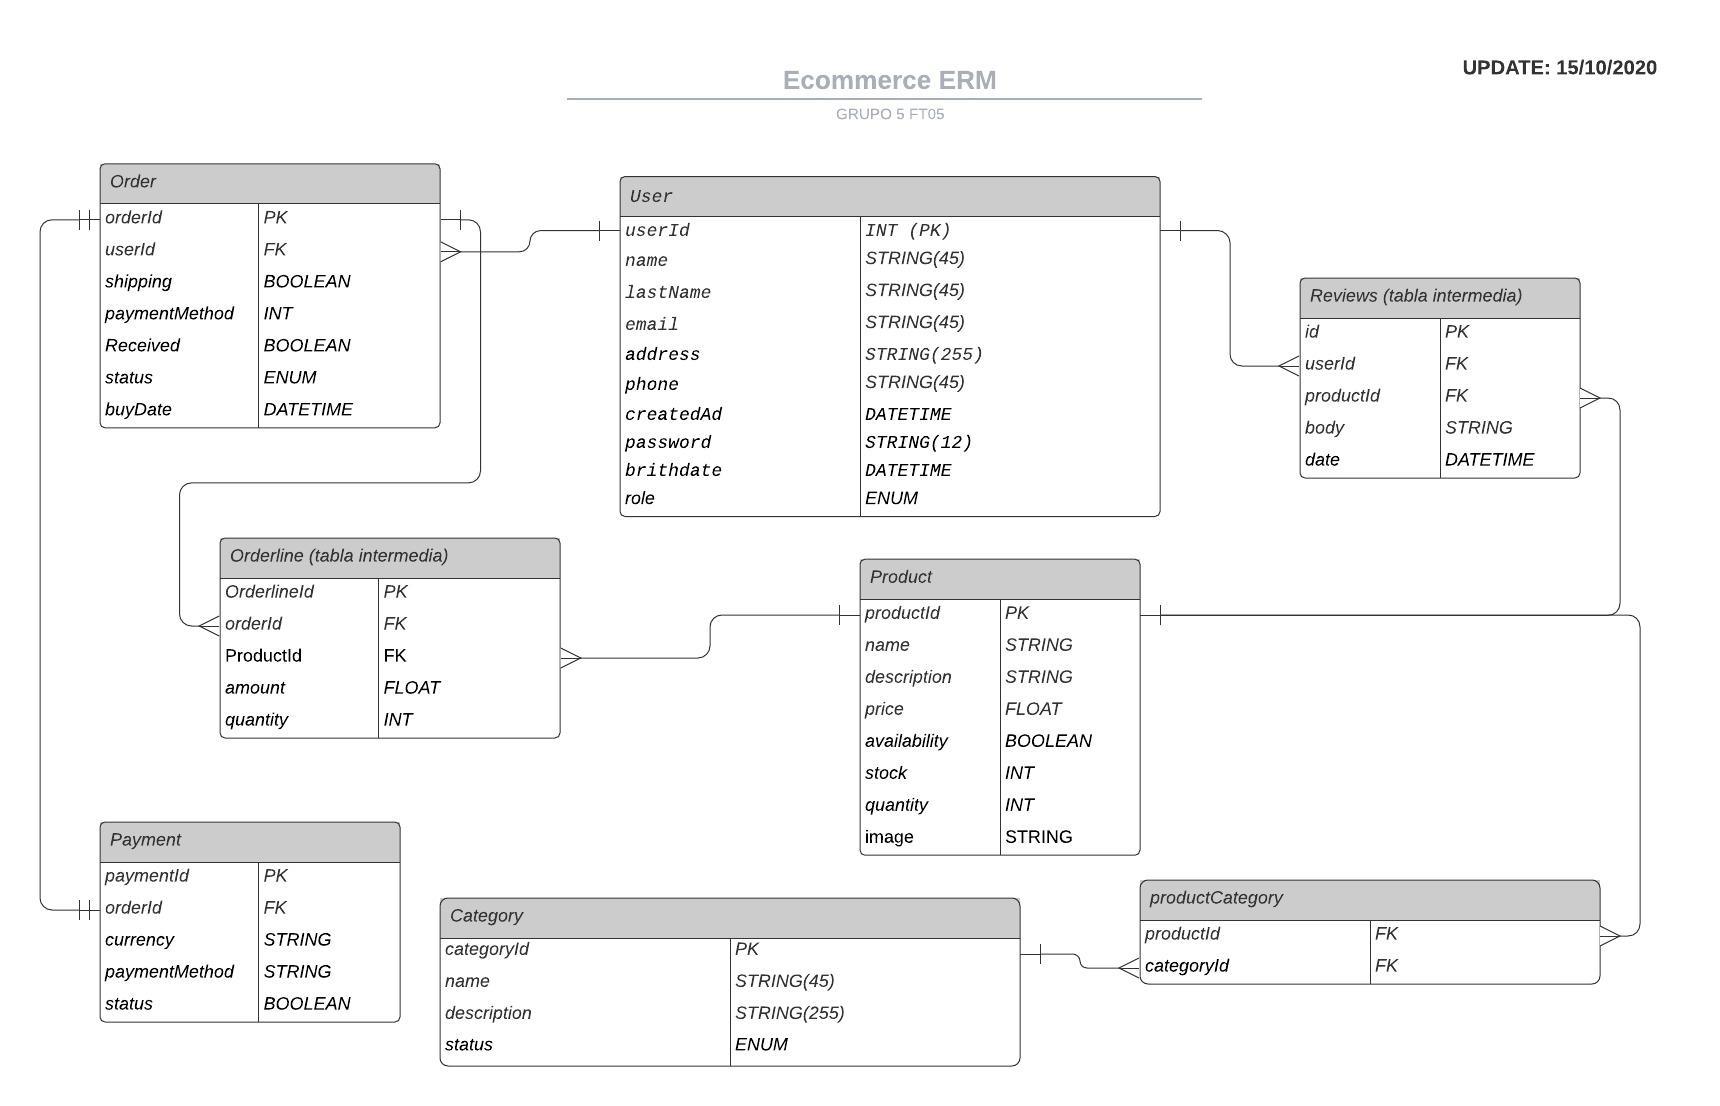 Ecommerce ERM
UPDATE: 15/10/2020
GRUPO 5 FT05
Order
orderId PK
userId FK
shipping BOOLEAN
paymentMethod INT
Received BOOLEAN
status ENUM
buyDate DATETIME
User
userId INT (PK)
name STRING(45)
lastName STRING(45)
email STRING(45)
address STRING(255)
phone STRING(45)
createdAd DATETIME
password STRING(12)
brithdate DATETIME
role ENUM
Reviews (tabla intermedia)
id PK
userId FK
productId FK
body STRING
date DATETIME
Orderline (tabla intermedia)
OrderlineId PK
orderId FK
ProductId FK
amount FLOAT
quantity INT
Product
productId PK
name STRING
description STRING
price FLOAT
availability BOOLEAN
stock INT
quantity INT
image STRING
Payment
paymentId PK
orderId FK
currency STRING
paymentMethod STRING
status BOOLEAN
Category
categoryId PK
name STRING(45)
description STRING(255)
status ENUM
productCategory
productId FK
categoryId FK